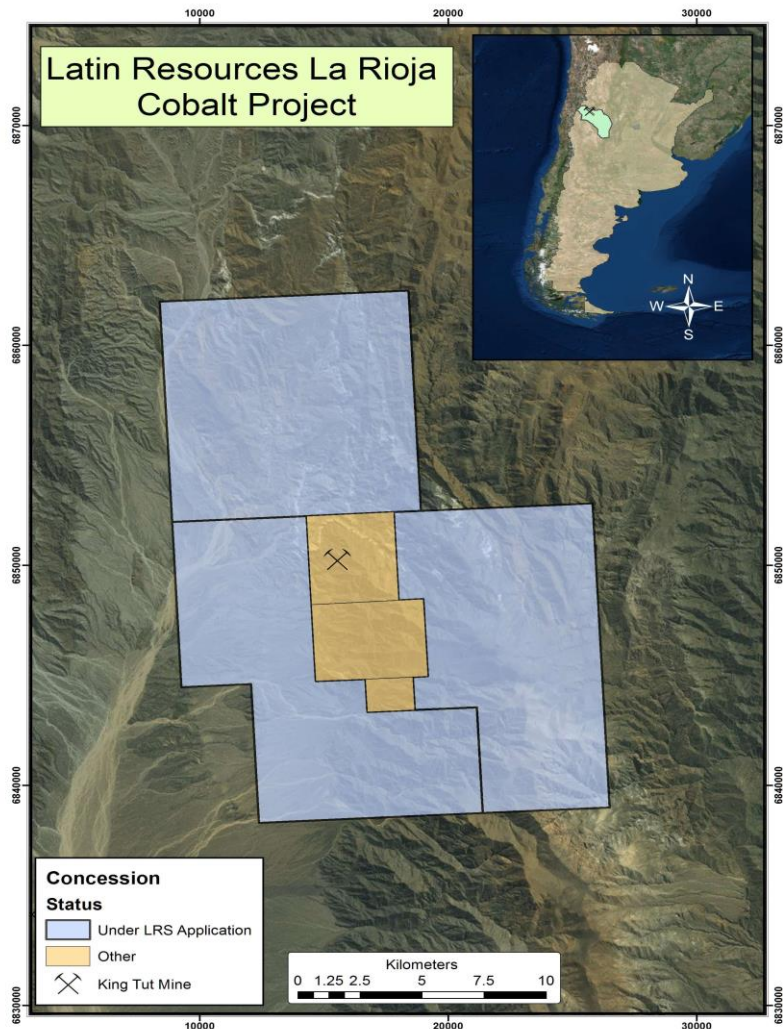 10000 20000 30000
Latin Resources La Rioja
Cobalt Project
N
W E
S
6870000 6870000
6860000 6860000
6850000 6850000
6840000 6840000
6830000 6830000
Concession
Status
Under LRS Application
Other
King Tut Mine
Kilometers
0 1.25 2.5 5 7.5 10
10000 20000 30000